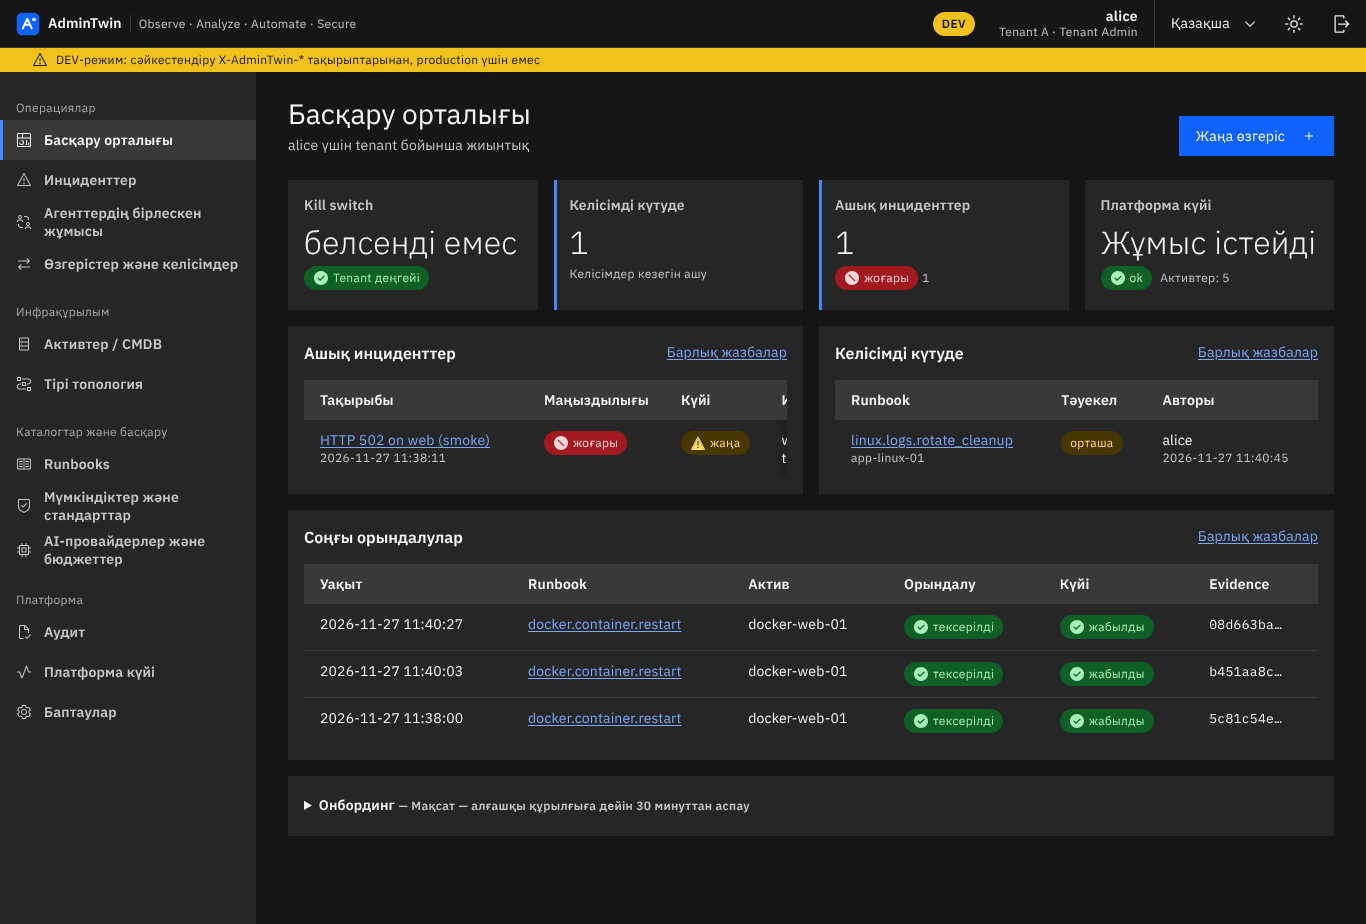 AdminTwin
Observe · Analyze · Automate · Secure
DEV
alice
Tenant A · Tenant Admin
Қазақша
DEV-режим: сәйкестендіру X-AdminTwin-* тақырыптарынан, production үшін емес
Операциялар
Басқару орталығы
Инциденттер
Агенттердің бірлескен
жұмысы
Өзгерістер және келісімдер
Инфрақұрылым
Активтер / CMDB
Тірі топология
Каталогтар және басқару
Runbooks
Мүмкіндіктер және
стандарттар
AI-провайдерлер және
бюджеттер
Платформа
Аудит
Платформа күйі
Баптаулар
Басқару орталығы
alice үшін tenant бойынша жиынтық
Жаңа өзгеріс +
Kill switch
белсенді емес
Tenant деңгейі
Келісімді күтуде
1
Келісімдер кезегін ашу
Ашық инциденттер
1
жоғары 1
Платформа күйі
Жұмыс істейді
ok Активтер: 5
Ашық инциденттер Барлық жазбалар
Тақырыбы Маңыздылығы Күйі
HTTP 502 on web (smoke) жоғары жаңа
2026-11-27 11:38:11
Келісімді күтуде Барлық жазбалар
Runbook Тәуекел Авторы
linux.logs.rotate_cleanup орташа alice
app-linux-01 2026-11-27 11:40:45
Соңғы орындалулар Барлық жазбалар
Уақыт Runbook Актив Орындалу Күйі Evidence
2026-11-27 11:40:27 docker.container.restart docker-web-01 тексерілді жабылды 08d663ba…
2026-11-27 11:40:03 docker.container.restart docker-web-01 тексерілді жабылды b451aa8c…
2026-11-27 11:38:00 docker.container.restart docker-web-01 тексерілді жабылды 5c81c54e…
Онбординг — Мақсат — алғашқы құрылғыға дейін 30 минуттан аспау